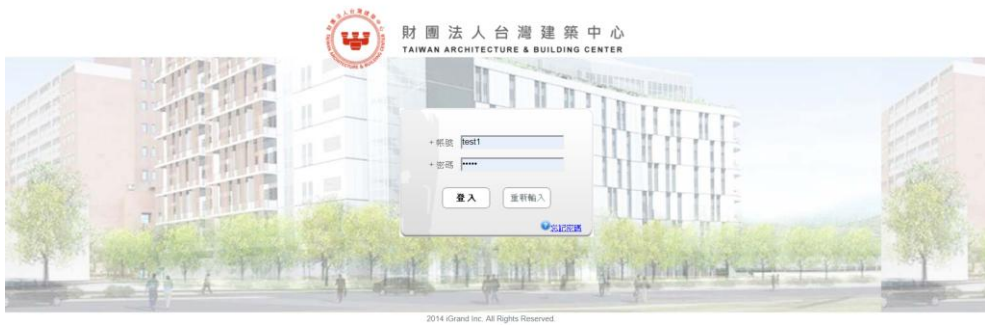 財團法人台灣建築中心
TAIWAN ARCHITECTURE & BUILDING CENTER
+帳號 test1
+密碼 •••••
登入 重新輸入
忘記密碼
2014 iGrand Inc. All Rights Reserved.